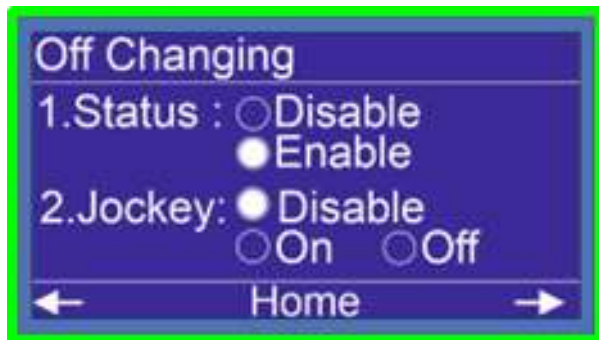 Off Changing
1.Status : Disable
Enable
2.Jockey: Disable
On Off
Home